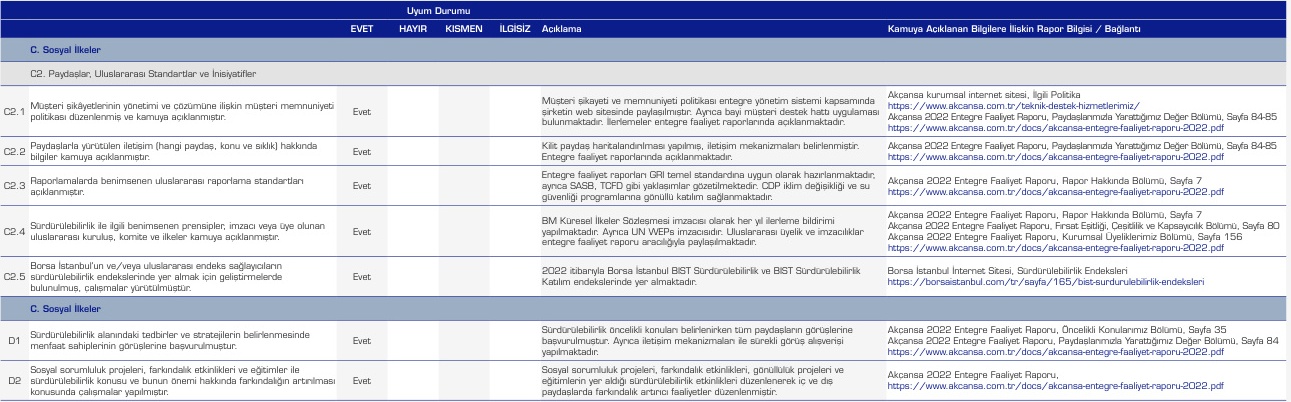 Uyum Durumu
EVET HAYIR KISMEN İLGİSİZ Açıklama Kamuya Açıklanan Bilgilere İlişkin Rapor Bilgisi / Bağlantı
C. Sosyal İlkeler
C2. Paydaşlar, Uluslararası Standartlar ve İnisiyatifler
C2.1
Müşteri şikâyetlerinin yönetimi ve çözümüne ilişkin müşteri memnuniyeti
politikası düzenlenmiş ve kamuya açıklanmıştır.
Evet
Müşteri şikayeti ve memnuniyeti politikası entegre yönetim sistemi kapsamında
şirketin web sitesinde paylaşılmıştır. Ayrıca bayi müşteri destek hattı uygulaması
bulunmaktadır. İlerlemeler entegre faaliyet raporlarında açıklanmaktadır.
Akçansa kurumsal internet sitesi, İlgili Politika
https://www.akcansa.com.tr/teknik-destek-hizmetlerimiz/
Akçansa 2022 Entegre Faaliyet Raporu, Paydaşlarımızla Yarattığımız Değer Bölümü, Sayfa 84-85
https://www.akcansa.com.tr/docs/akcansa-entegre-faaliyet-raporu-2022.pdf
C2.2
Paydaşlarla yürütülen iletişim (hangi paydaş, konu ve sıklık) hakkında
bilgiler kamuya açıklanmıştır.
Evet
Kilit paydaş haritalandırılması yapılmış, iletişim mekanizmaları belirlenmiştir.
Entegre faaliyet raporlarında açıklanmaktadır.
Akçansa 2022 Entegre Faaliyet Raporu, Paydaşlarımızla Yarattığımız Değer Bölümü, Sayfa 84-85
https://www.akcansa.com.tr/docs/akcansa-entegre-faaliyet-raporu-2022.pdf
C2.3
Raporlamalarda benimsenen uluslararası raporlama standartları
açıklanmıştır.
Evet
Entegre faaliyet raporları GRI temel standardına uygun olarak hazırlanmaktadır,
ayrıca SASB, TCFD gibi yaklaşımlar gözetilmektedir. CDP iklim değişikliği ve su
güvenliği programlarına gönüllü katılım sağlanmaktadır.
Akçansa 2022 Entegre Faaliyet Raporu, Rapor Hakkında Bölümü, Sayfa 7
https://www.akcansa.com.tr/docs/akcansa-entegre-faaliyet-raporu-2022.pdf
C2.4
Sürdürülebilirlik ile ilgili benimsenen prensipler, imzacı veya üye olunan
uluslararası kuruluş, komite ve ilkeler kamuya açıklanmıştır.
Evet
BM Küresel İlkeler Sözleşmesi imzacısı olarak her yıl ilerleme bildirimi
yapılmaktadır. Ayrıca UN WEPs imzacısıdır. Uluslararası üyelik ve imzacılıklar
entegre faaliyet raporu aracılığıyla paylaşılmaktadır.
Akçansa 2022 Entegre Faaliyet Raporu, Rapor Hakkında Bölümü, Sayfa 7
Akçansa 2022 Entegre Faaliyet Raporu, Fırsat Eşitliği, Çeşitlilik ve Kapsayıcılık Bölümü, Sayfa 80
Akçansa 2022 Entegre Faaliyet Raporu, Kurumsal Üyeliklerimiz Bölümü, Sayfa 156
https://www.akcansa.com.tr/docs/akcansa-entegre-faaliyet-raporu-2022.pdf
C2.5
Borsa İstanbul'un ve/veya uluslararası endeks sağlayıcıların
sürdürülebilirlik endekslerinde yer almak için geliştirmelerde
bulunulmuş, çalışmalar yürütülmüştür.
Evet
2022 itibarıyla Borsa İstanbul BIST Sürdürülebilirlik ve BIST Sürdürülebilirlik
Katılım endekslerinde yer almaktadır.
Borsa İstanbul İnternet Sitesi, Sürdürülebilirlik Endeksleri
https://borsaistanbul.com/tr/sayfa/165/bist-surdurulebilirlik-endeksleri
C. Sosyal İlkeler
D1
Sürdürülebilirlik alanındaki tedbirler ve stratejilerin belirlenmesinde
menfaat sahiplerinin görüşlerine başvurulmuştur.
Evet
Sürdürülebilirlik öncelikli konuları belirlenirken tüm paydaşların görüşlerine
başvurulmuştur. Ayrıca iletişim mekanizmaları ile sürekli görüş alışverişi
yapılmaktadır.
Akçansa 2022 Entegre Faaliyet Raporu, Öncelikli Konularımız Bölümü, Sayfa 35
Akçansa 2022 Entegre Faaliyet Raporu, Paydaşlarımızla Yarattığımız Değer Bölümü, Sayfa 84
https://www.akcansa.com.tr/docs/akcansa-entegre-faaliyet-raporu-2022.pdf
D2
Sosyal sorumluluk projeleri, farkındalık etkinlikleri ve eğitimler ile
sürdürülebilirlik konusu ve bunun önemi hakkında farkındalığın artırılması
konusunda çalışmalar yapılmıştır.
Evet
Sosyal sorumluluk projeleri, farkındalık etkinlikleri, gönüllülük projeleri ve
eğitimlerin yer aldığı sürdürülebilirlik etkinlikleri düzenlenerek iç ve dış
paydaşlarda farkındalık artırıcı faaliyetler düzenlenmiştir.
Akçansa 2022 Entegre Faaliyet Raporu,
https://www.akcansa.com.tr/docs/akcansa-entegre-faaliyet-raporu-2022.pdf